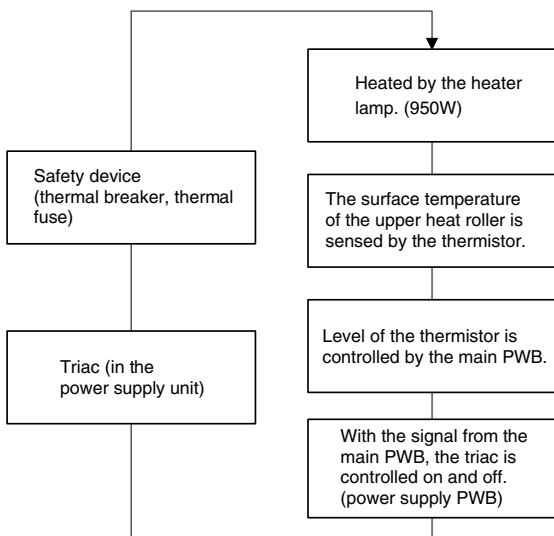 Heated by the heater
lamp. (950W)
Safety device
(thermal breaker, thermal
fuse)
The surface temperature
of the upper heat roller is
sensed by the thermistor.
Triac (in the
power supply unit)
Level of the thermistor is
controlled by the main PWB.
With the signal from the
main PWB, the triac is
controlled on and off.
(power supply PWB)